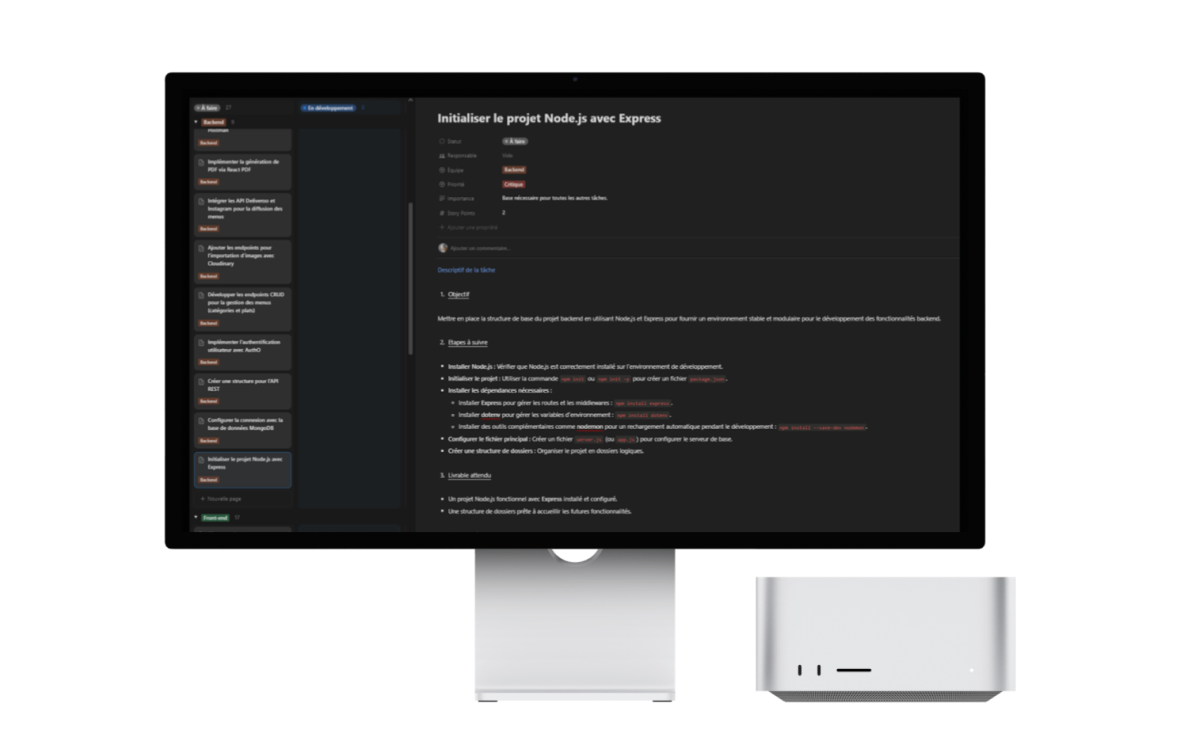 À faire 27
En développement 1
Backend 9
Postman
Backend
Implémenter la génération de
PDF via React PDF
Backend
Intégrer les API Deliveroo et
Instagram pour la diffusion des
menus
Backend
Ajouter les endpoints pour
l'importation d'images avec
Cloudinary
Backend
Développer les endpoints CRUD
pour la gestion des menus
(catégories et plats)
Backend
Implémenter l'authentification
utilisateur avec Auth0
Backend
Créer une structure pour l'API
REST
Backend
Configurer la connexion avec la
base de données MongoDB
Backend
Initialiser le projet Node.js avec
Express
Backend
+ Nouvelle page
Front-end
Initialiser le projet Node.js avec Express
Statut À faire
Responsable Vide
Équipe Backend
Priorité Critique
Importance Base nécessaire pour toutes les autres tâches.
Story Points 2
+ Ajouter une propriété
Ajouter un commentaire...
Descriptif de la tâche
1. Objectif
Mettre en place la structure de base du projet backend en utilisant Node.js et Express pour fournir un environnement stable et modulaire pour le développement des fonctionnalités backend.
2. Étapes à suivre
• Installer Node.js : Vérifier que Node.js est correctement installé sur l'environnement de développement.
• Initialiser le projet : Utiliser la commande npm init ou npm init -y pour créer un fichier package.json.
• Installer les dépendances nécessaires :
Installer Express pour gérer les routes et les middlewares : npm install express.
Installer dotenv pour gérer les variables d'environnement : npm install dotenv.
Installer des outils complémentaires comme nodemon pour un rechargement automatique pendant le développement : npm install --save-dev nodemon.
• Configurer le fichier principal : Créer un fichier server.js (ou app.js) pour configurer le serveur de base.
• Créer une structure de dossiers : Organiser le projet en dossiers logiques.
3. Livrable attendu
• Un projet Node.js fonctionnel avec Express installé et configuré.
• Une structure de dossiers prête à accueillir les futures fonctionnalités.